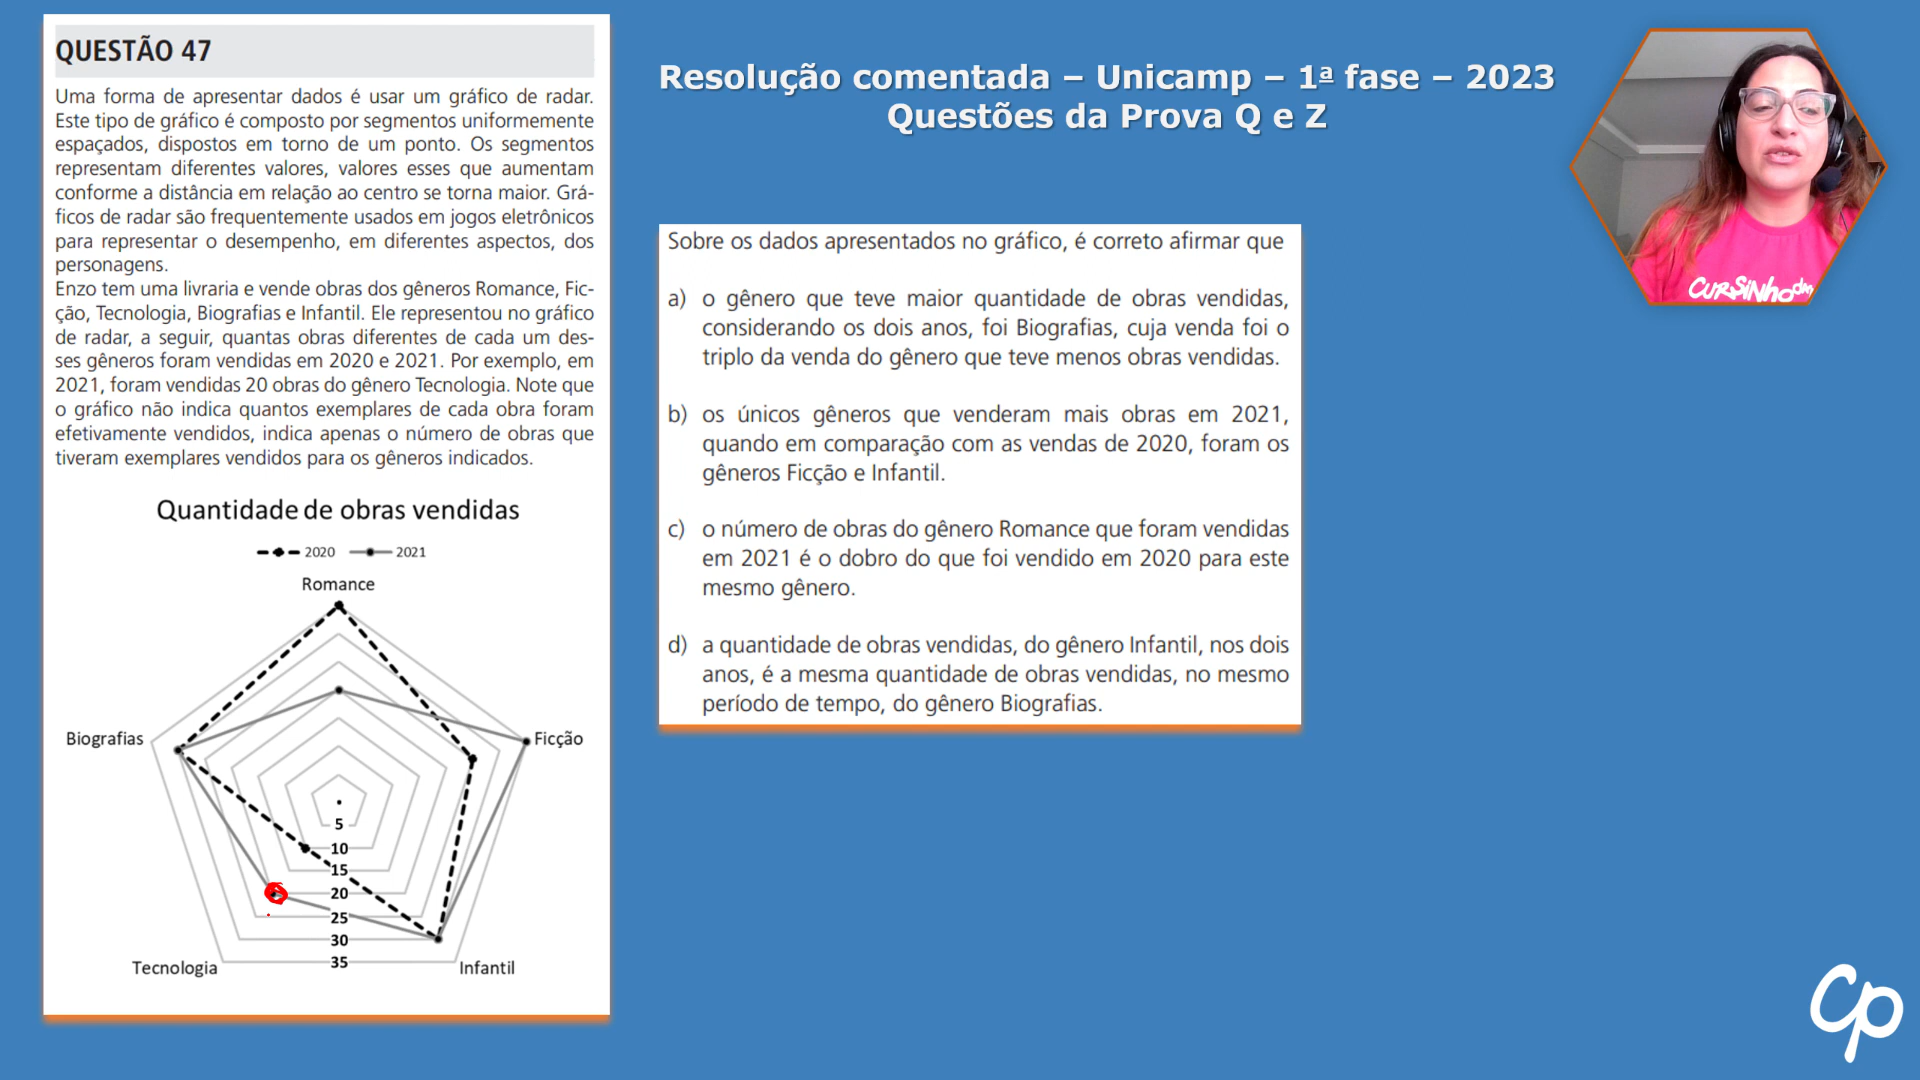 QUESTÃO 47
Uma forma de apresentar dados é usar um gráfico de radar.
Este tipo de gráfico é composto por segmentos uniformemente
espaçados, dispostos em torno de um ponto. Os segmentos
representam diferentes valores, valores esses que aumentam
conforme a distância em relação ao centro se torna maior. Grá-
ficos de radar são frequentemente usados em jogos eletrônicos
para representar o desempenho, em diferentes aspectos, dos
personagens.
Enzo tem uma livraria e vende obras dos gêneros Romance, Fic-
ção, Tecnologia, Biografias e Infantil. Ele representou no gráfico
de radar, a seguir, quantas obras diferentes de cada um des-
ses gêneros foram vendidas em 2020 e 2021. Por exemplo, em
2021, foram vendidas 20 obras do gênero Tecnologia. Note que
o gráfico não indica quantos exemplares de cada obra foram
efetivamente vendidos, indica apenas o número de obras que
tiveram exemplares vendidos para os gêneros indicados.
Quantidade de obras vendidas
2020 2021
Romance
Biografias
Ficção
5
10
15
20
25
30
35
Tecnologia
Infantil
Resolução comentada – Unicamp – 1ª fase – 2023
Questões da Prova Q e Z
Sobre os dados apresentados no gráfico, é correto afirmar que
a) o gênero que teve maior quantidade de obras vendidas,
considerando os dois anos, foi Biografias, cuja venda foi o
triplo da venda do gênero que teve menos obras vendidas.
b) os únicos gêneros que venderam mais obras em 2021,
quando em comparação com as vendas de 2020, foram os
gêneros Ficção e Infantil.
c) o número de obras do gênero Romance que foram vendidas
em 2021 é o dobro do que foi vendido em 2020 para este
mesmo gênero.
d) a quantidade de obras vendidas, do gênero Infantil, nos dois
anos, é a mesma quantidade de obras vendidas, no mesmo
período de tempo, do gênero Biografias.
CURSINHO
Cp